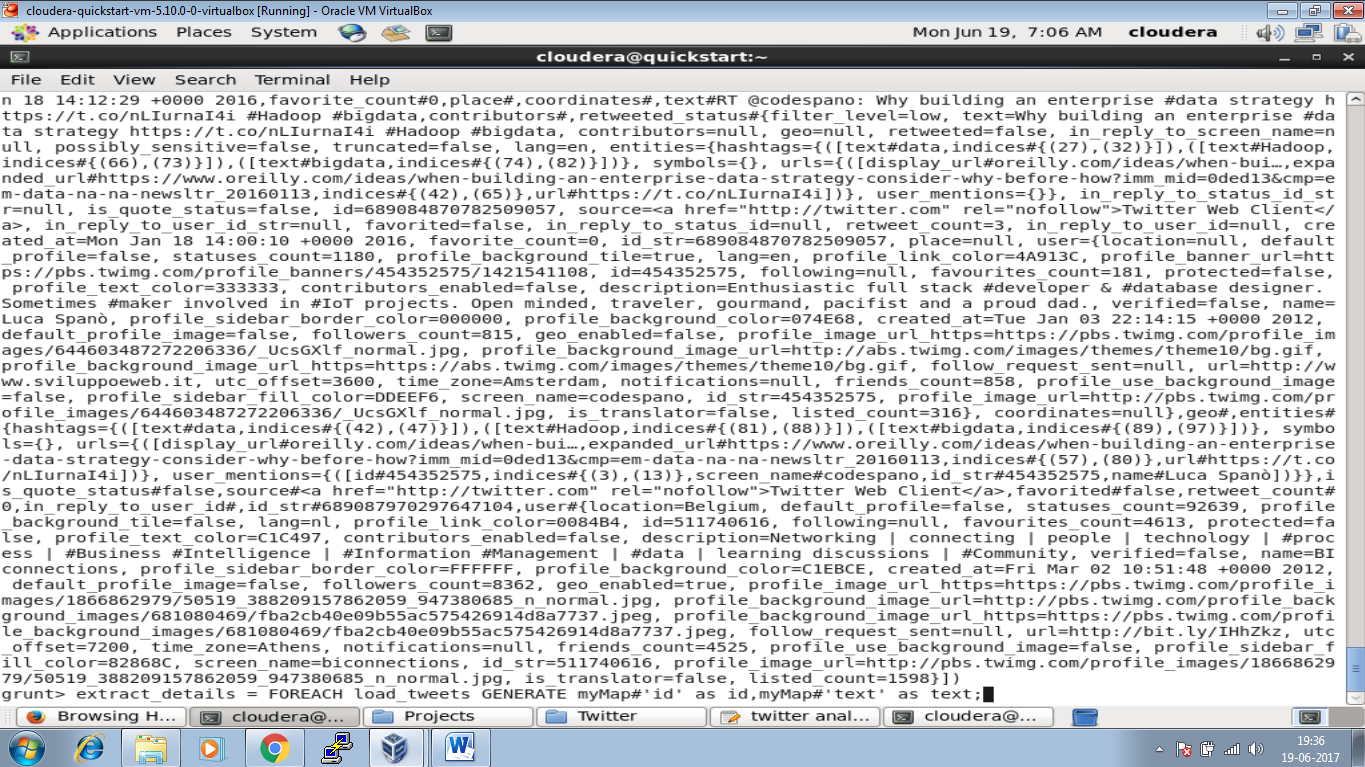 cloudera-quickstart-vm-5.10.0-0-virtualbox [Running] - Oracle VM VirtualBox
Applications Places System Mon Jun 19, 7:06 AM cloudera
cloudera@quickstart:~
File Edit View Search Terminal Help
n 18 14:12:29 +0000 2016,favorite_count#0,place#,coordinates#,text#RT @codespano: Why building an enterprise #data strategy h
ttps://t.co/nLIurnaI4i #Hadoop #bigdata,contributors#,retweeted_status#{filter_level=low, text=Why building an enterprise #da
ta strategy https://t.co/nLIurnaI4i #Hadoop #bigdata, contributors=null, geo=null, retweeted=false, in_reply_to_screen_name=n
ull, possibly_sensitive=false, truncated=false, lang=en, entities={hashtags={([text#data,indices#{(27),(32)}]),([text#Hadoop,
indices#{(66),(73)}]),([text#bigdata,indices#{(74),(82)}])}, symbols={}, urls={([display_url#oreilly.com/ideas/when-bui…,expa
nded_url#https://www.oreilly.com/ideas/when-building-an-enterprise-data-strategy-consider-why-before-how?imm_mid=0ded13&cmp=e
m-data-na-na-newsltr_20160113,indices#{(42),(65)},url#https://t.co/nLIurnaI4i])}, user_mentions={}}, in_reply_to_status_id_st
r=null, is_quote_status=false, id=689084870782509057, source=<a href="http://twitter.com" rel="nofollow">Twitter Web Client</
a>, in_reply_to_user_id_str=null, favorited=false, in_reply_to_status_id=null, retweet_count=3, in_reply_to_user_id=null, cre
ated_at=Mon Jan 18 14:00:10 +0000 2016, favorite_count=0, id_str=689084870782509057, place=null, user={location=null, default
_profile=false, statuses_count=1180, profile_background_tile=true, lang=en, profile_link_color=4A913C, profile_banner_url=htt
ps://pbs.twimg.com/profile_banners/454352575/1421541108, id=454352575, following=null, favourites_count=181, protected=false,
profile_text_color=333333, contributors_enabled=false, description=Enthusiastic full stack #developer & #database designer.
Sometimes #maker involved in #IoT projects. Open minded, traveler, gourmand, pacifist and a proud dad., verified=false, name=
Luca Spanò, profile_sidebar_border_color=000000, profile_background_color=074E68, created_at=Tue Jan 03 22:14:15 +0000 2012,
default_profile_image=false, followers_count=815, geo_enabled=false, profile_image_url_https=https://pbs.twimg.com/profile_im
ages/644603487272206336/_UcsGXlf_normal.jpg, profile_background_image_url=http://abs.twimg.com/images/themes/theme10/bg.gif,
profile_background_image_url_https=https://abs.twimg.com/images/themes/theme10/bg.gif, follow_request_sent=null, url=http://w
ww.sviluppoeweb.it, utc_offset=3600, time_zone=Amsterdam, notifications=null, friends_count=858, profile_use_background_image
=false, profile_sidebar_fill_color=DDEEF6, screen_name=codespano, id_str=454352575, profile_image_url=http://pbs.twimg.com/pr
ofile_images/644603487272206336/_UcsGXlf_normal.jpg, is_translator=false, listed_count=316}, coordinates=null},geo#,entities#
{hashtags={([text#data,indices#{(42),(47)}]),([text#Hadoop,indices#{(81),(88)}]),([text#bigdata,indices#{(89),(97)}])}, symbo
ls={}, urls={([display_url#oreilly.com/ideas/when-bui…,expanded_url#https://www.oreilly.com/ideas/when-building-an-enterprise
-data-strategy-consider-why-before-how?imm_mid=0ded13&cmp=em-data-na-na-newsltr_20160113,indices#{(57),(80)},url#https://t.co
/nLIurnaI4i])}, user_mentions={([id#454352575,indices#{(3),(13)},screen_name#codespano,id_str#454352575,name#Luca Spanò])}},i
s_quote_status#false,source#<a href="http://twitter.com" rel="nofollow">Twitter Web Client</a>,favorited#false,retweet_count#
0,in_reply_to_user_id#,id_str#689087970297647104,user#{location=Belgium, default_profile=false, statuses_count=92639, profile
_background_tile=false, lang=nl, profile_link_color=0084B4, id=511740616, following=null, favourites_count=4613, protected=fa
lse, profile_text_color=C1C497, contributors_enabled=false, description=Networking | connecting | people | technology | #proc
ess | #Business #Intelligence | #Information #Management | #data | learning discussions | #Community, verified=false, name=BI
connections, profile_sidebar_border_color=FFFFFF, profile_background_color=C1EBCE, created_at=Fri Mar 02 10:51:48 +0000 2012,
default_profile_image=false, followers_count=8362, geo_enabled=true, profile_image_url_https=https://pbs.twimg.com/profile_i
mages/1866862979/50519_388209157862059_947380685_n_normal.jpg, profile_background_image_url=http://pbs.twimg.com/profile_back
ground_images/681080469/fba2cb40e09b55ac575426914d8a7737.jpeg, profile_background_image_url_https=https://pbs.twimg.com/profi
le_background_images/681080469/fba2cb40e09b55ac575426914d8a7737.jpeg, follow_request_sent=null, url=http://bit.ly/IHhZkz, utc
_offset=7200, time_zone=Athens, notifications=null, friends_count=4525, profile_use_background_image=false, profile_sidebar_f
ill_color=82868C, screen_name=biconnections, id_str=511740616, profile_image_url=http://pbs.twimg.com/profile_images/18668629
79/50519_388209157862059_947380685_n_normal.jpg, is_translator=false, listed_count=1598}])
grunt> extract_details = FOREACH load_tweets GENERATE myMap#'id' as id,myMap#'text' as text;
Browsing H... cloudera@... Projects Twitter twitter anal... cloudera@...
19:36
19-06-2017